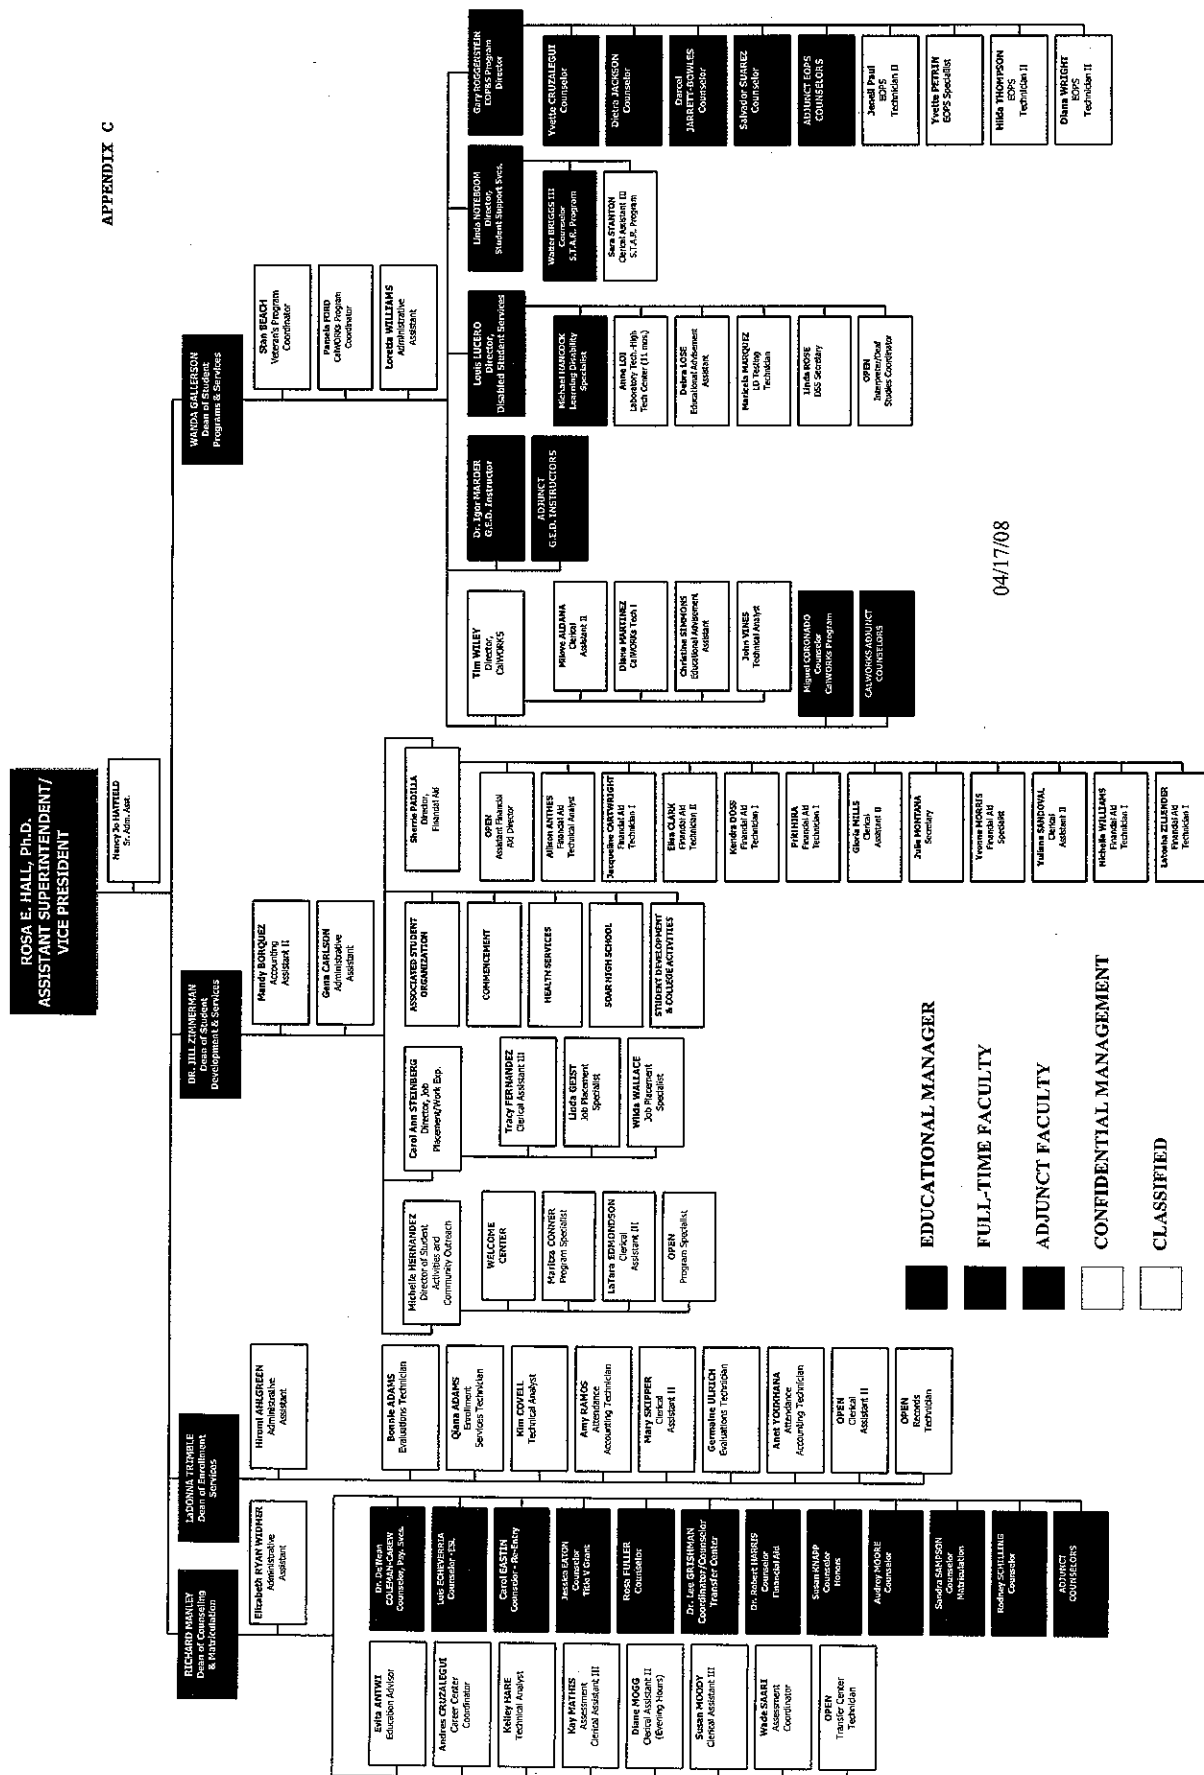 APPENDIX C
ROSA E. HALL, Ph.D.
ASSISTANT SUPERINTENDENT/
VICE PRESIDENT
Nancy Jo HATFIELD
Sr. Adm. Asst.
RICHARD MANLEY
Dean of Counseling
& Matriculation
Elizabeth RYAN WIDMER
Administrative
Assistant
Evita ANTWI
Education Advisor
Andres CRUZALEGUI
Career Center
Coordinator
Kelley HARE
Technical Analyst
Kay MATHIS
Assessment
Clerical Assistant III
Diane MOGG
Clerical Assistant II
(Evening Hours)
Susan MOODY
Clerical Assistant III
Wade SAARI
Assessment
Coordinator
OPEN
Transfer Center
Technician
Dr. De'Nean
COLEMAN-CAREW
Counselor, Psy. Svcs.
Luis ECHEVERRIA
Counselor -ESL
Carol EASTIN
Counselor - Re-Entry
Jessica EATON
Counselor
Title V Grant
Rosa FULLER
Counselor
Dr. Lee GRISHMAN
Coordinator/Counselor
Transfer Center
Dr. Robert HARRIS
Counselor
Financial Aid
Susan KNAPP
Counselor
Honors
Audrey MOORE
Counselor
Sandra SAMPSON
Counselor
Matriculation
Rodney SCHILLING
Counselor
ADJUNCT
COUNSELORS
LaDONNA TRIMBLE
Dean of Enrollment
Services
Hiromi AHLGREEN
Administrative
Assistant
Bonnie ADAMS
Evaluations Technician
Qiana ADAMS
Enrollment
Services Technician
Kim COVELL
Technical Analyst
Amy RAMOS
Attendance
Accounting Technician
Mary SKIPPER
Clerical
Assistant II
Germaine ULRICH
Evaluations Technician
Anet YOUKHANA
Attendance
Accounting Technician
OPEN
Clerical
Assistant II
OPEN
Records
Technician
DR. JILL ZIMMERMAN
Dean of Student
Development & Services
Mandy BORQUEZ
Accounting
Assistant II
Gena CARLSON
Administrative
Assistant
Michelle HERNANDEZ
Director of Student
Activities and
Community Outreach
WELCOME
CENTER
Maritza CONNER
Program Specialist
LaTara EDMONDSON
Clerical
Assistant III
OPEN
Program Specialist
Carol Ann STEINBERG
Director, Job
Placement/Work Exp.
Tracy FERNANDEZ
Clerical Assistant III
Linda GEIST
Job Placement
Specialist
Wilda WALLACE
Job Placement
Specialist
ASSOCIATED STUDENT
ORGANIZATION
COMMENCEMENT
HEALTH SERVICES
SOAR HIGH SCHOOL
STUDENT DEVELOPMENT
& COLLEGE ACTIVITIES
Sherrie PADILLA
Director,
Financial Aid
OPEN
Assistant Financial
Aid Director
Allison ANTHES
Financial Aid
Technical Analyst
Jacqueline CARTWRIGHT
Financial Aid
Technician I
Elisa CLARK
Financial Aid
Technician II
Kendra DOSS
Financial Aid
Technician I
Financial Aid
Technician I
Gloria MILLS
Clerical
Assistant II
Julie MONTANA
Secretary
Yvonne MORRIS
Financial Aid
Specialist
Yuliana SANDOVAL
Clerical
Assistant II
Michelle WILLIAMS
Financial Aid
Technician I
Financial Aid
Technician I
WANDA GALLERSON
Dean of Student
Programs & Services
Stan BEACH
Veteran's Program
Coordinator
Pamela FORD
CalWORKs Program
Coordinator
Loretta WILLIAMS
Administrative
Assistant
Tim WILEY
Director,
CalWORKS
ALDANA
Clerical
Assistant II
Diane MARTINEZ
CalWORKs Tech I
Christine SIMMONS
Educational Advisement
Assistant
John VINES
Technical Analyst
Miguel CORONADO
Counselor
CalWORKs Program
CALWORKS ADJUNCT
COUNSELORS
Dr. Igor MARDER
G.E.D. Instructor
ADJUNCT
G.E.D. INSTRUCTORS
Louis LUCERO
Director,
Disabled Student Services
Michael HANCOCK
Learning Disability
Specialist
Anne LOI
Laboratory Tech.-High
Tech Center (11 mos.)
Debra LOSE
Educational Advisement
Assistant
Maricela MARQUEZ
LD Testing
Technician
Linda ROSE
DSS Secretary
OPEN
Interpreter/Deaf
Studies Coordinator
Linda NOTEBOOM
Director,
Student Support Svcs.
Walter BRIGGS III
Counselor
S.T.A.R. Program
Sara STANTON
Clerical Assistant III
S.T.A.R. Program
Gary ROGGENSTEIN
EOP&S Program
Director
Yvette CRUZALEGUI
Counselor
Dietra JACKSON
Counselor
Darcel
JARRETT-BOWLES
Counselor
Salvador SUAREZ
Counselor
ADJUNCT EOPS
COUNSELORS
Jenell Paul
EOPS
Technician II
Yvette PETRIN
EOPS Specialist
Hilda THOMPSON
EOPS
Technician II
Diana WRIGHT
EOPS
Technician II
EDUCATIONAL MANAGER
FULL-TIME FACULTY
ADJUNCT FACULTY
CONFIDENTIAL MANAGEMENT
CLASSIFIED
04/17/08